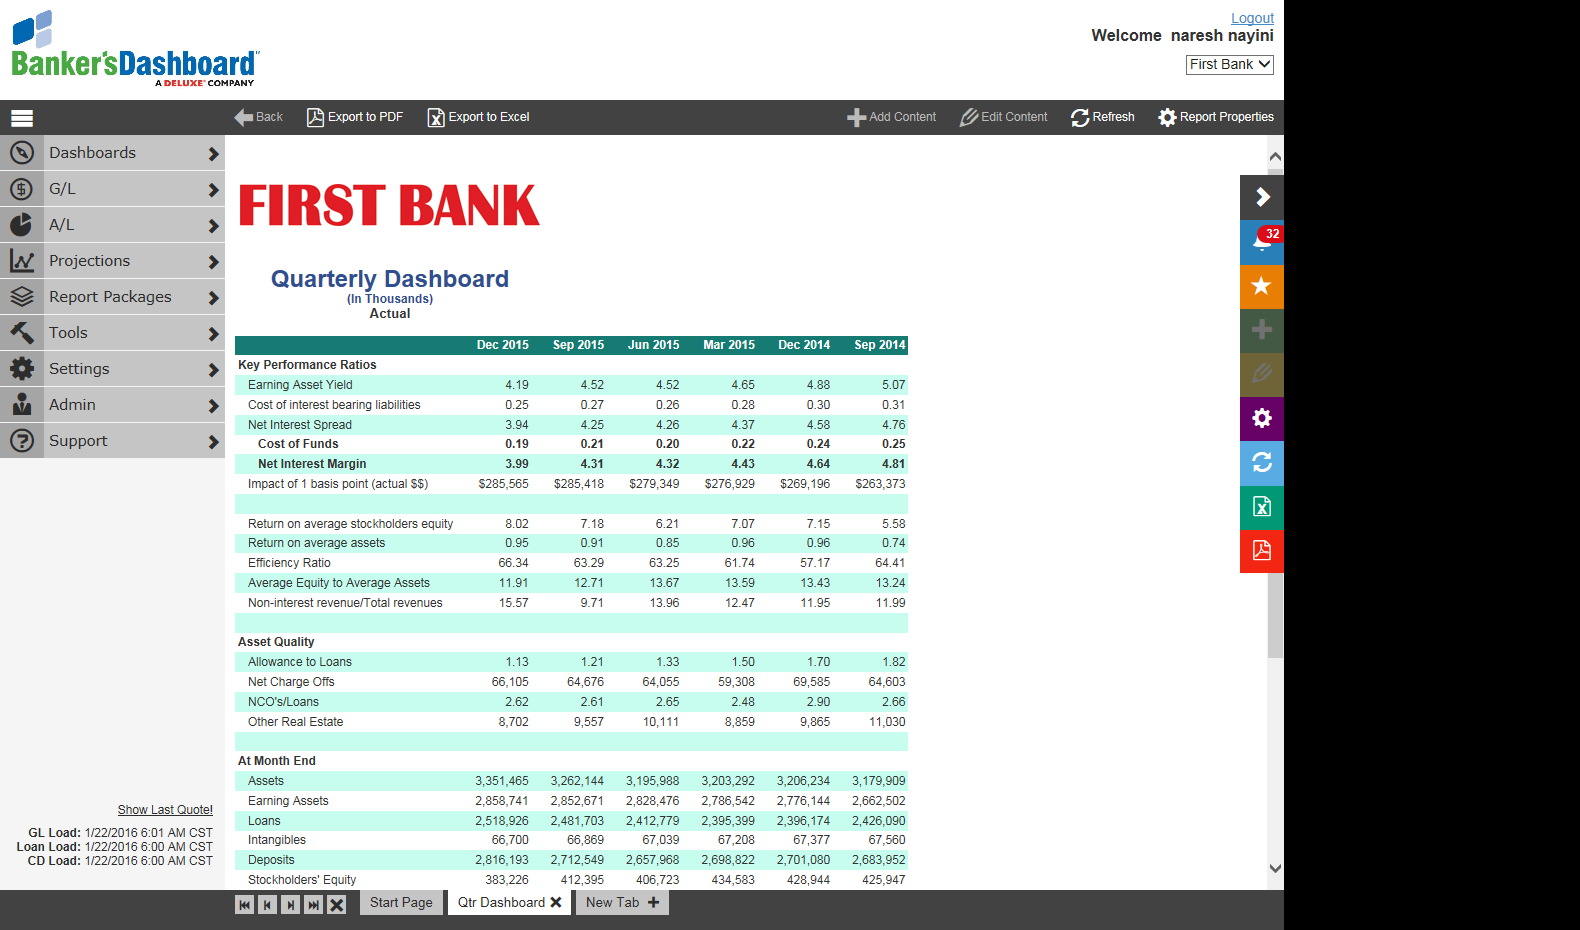 Logout
Welcome naresh nayini
First Bank
Banker'sDashboard
A DELUXE COMPANY
Back Export to PDF Export to Excel Add Content Edit Content Refresh Report Properties
Dashboards
G/L
A/L
Projections
Report Packages
Tools
Settings
Admin
Support
32
FIRST BANK
Quarterly Dashboard
(In Thousands)
Actual
Dec 2015 Sep 2015 Jun 2015 Mar 2015 Dec 2014 Sep 2014
Key Performance Ratios
Earning Asset Yield 4.19 4.52 4.52 4.65 4.88 5.07
Cost of interest bearing liabilities 0.25 0.27 0.26 0.28 0.30 0.31
Net Interest Spread 3.94 4.25 4.26 4.37 4.58 4.76
Cost of Funds 0.19 0.21 0.20 0.22 0.24 0.25
Net Interest Margin 3.99 4.31 4.32 4.43 4.64 4.81
Impact of 1 basis point (actual $$) $285,565 $285,418 $279,349 $276,929 $269,196 $263,373
Return on average stockholders equity 8.02 7.18 6.21 7.07 7.15 5.58
Return on average assets 0.95 0.91 0.85 0.96 0.96 0.74
Efficiency Ratio 66.34 63.29 63.25 61.74 57.17 64.41
Average Equity to Average Assets 11.91 12.71 13.67 13.59 13.43 13.24
Non-interest revenue/Total revenues 15.57 9.71 13.96 12.47 11.95 11.99
Asset Quality
Allowance to Loans 1.13 1.21 1.33 1.50 1.70 1.82
Net Charge Offs 66,105 64,676 64,055 59,308 69,585 64,603
NCO's/Loans 2.62 2.61 2.65 2.48 2.90 2.66
Other Real Estate 8,702 9,557 10,111 8,859 9,865 11,030
At Month End
Assets 3,351,465 3,262,144 3,195,988 3,203,292 3,206,234 3,179,909
Earning Assets 2,858,741 2,852,671 2,828,476 2,786,542 2,776,144 2,662,502
Loans 2,518,926 2,481,703 2,412,779 2,395,399 2,396,174 2,426,090
Intangibles 66,700 66,869 67,039 67,208 67,377 67,560
Deposits 2,816,193 2,712,549 2,657,968 2,698,822 2,701,080 2,683,952
Stockholders' Equity 383,226 412,395 406,723 434,583 428,944 425,947
Show Last Quote!
GL Load: 1/22/2016 6:01 AM CST
Loan Load: 1/22/2016 6:00 AM CST
CD Load: 1/22/2016 6:00 AM CST
Start Page Qtr Dashboard New Tab